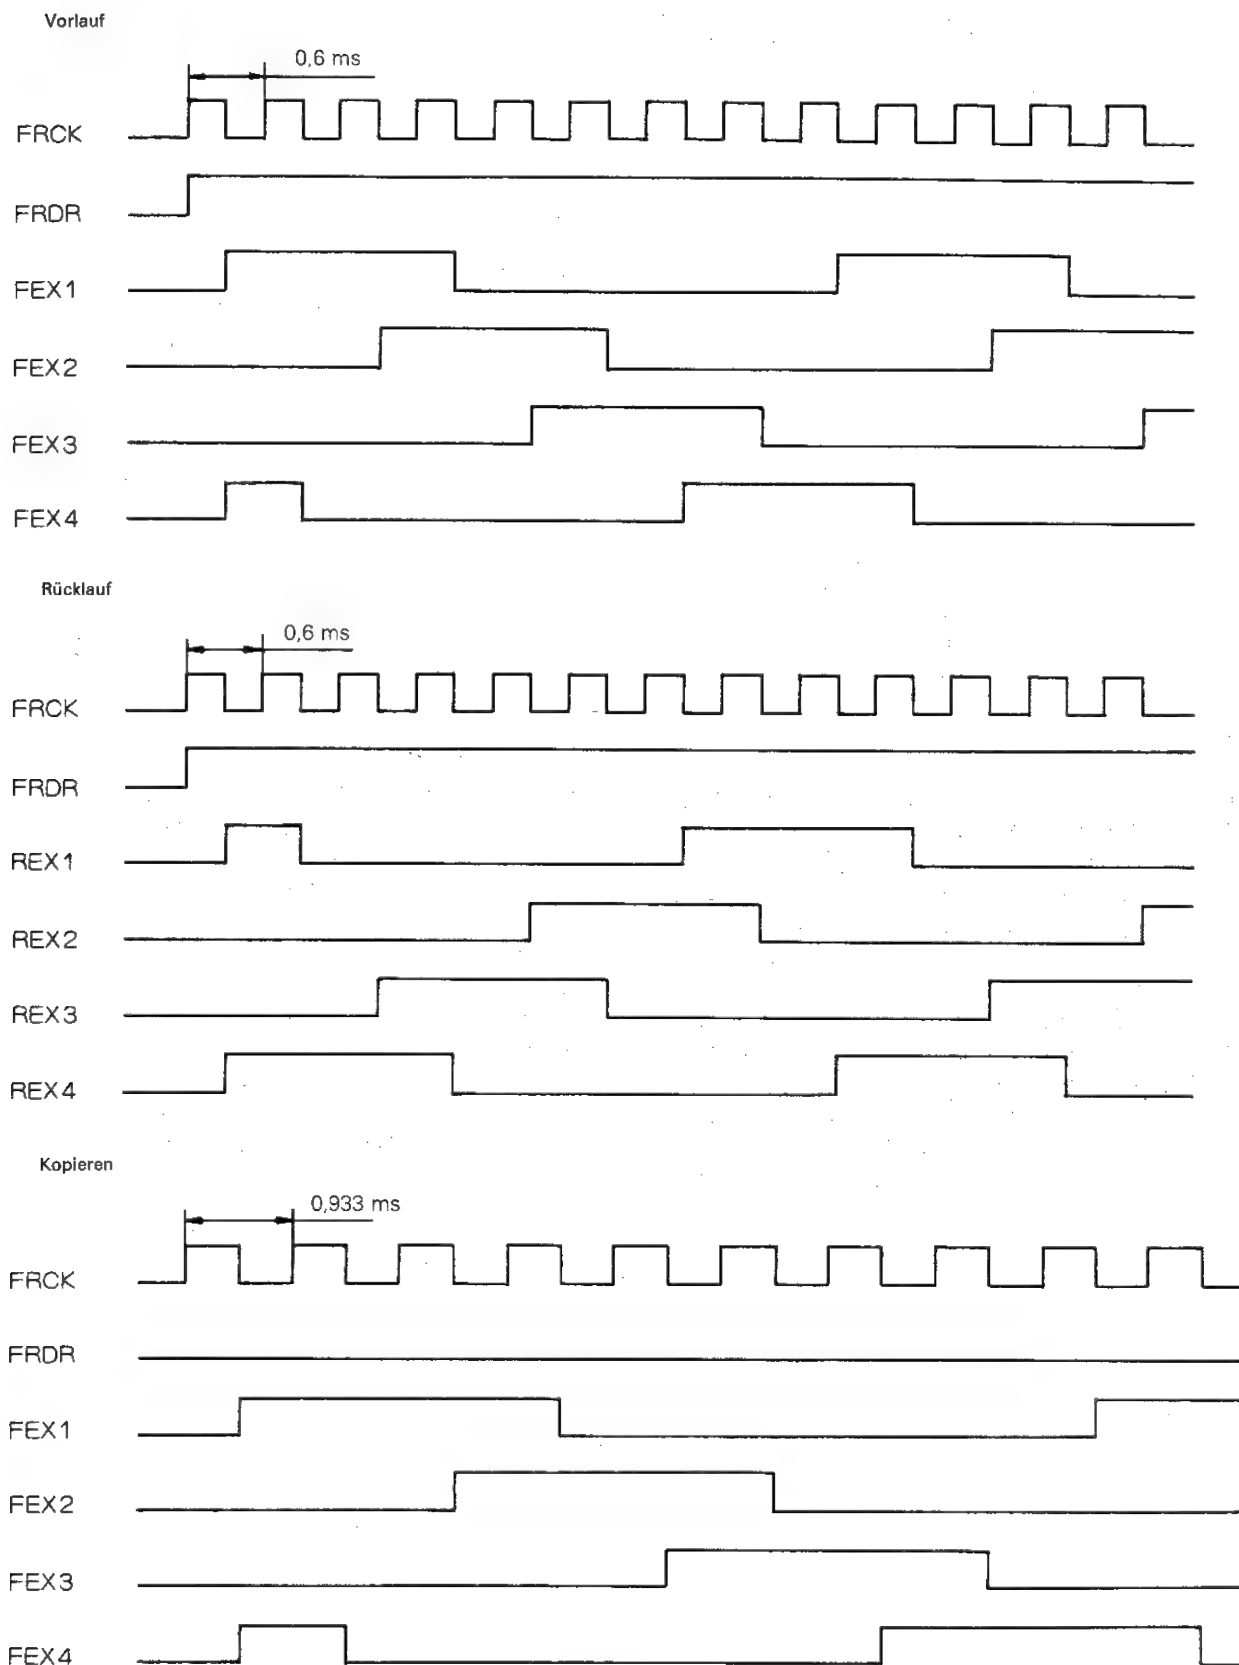 Vorlauf
0,6 ms
FRCK
FRDR
FEX1
FEX2
FEX3
FEX4
Rücklauf
0,6 ms
FRCK
FRDR
REX1
REX2
REX3
REX4
Kopieren
0,933 ms
FRCK
FRDR
FEX1
FEX2
FEX3
FEX4